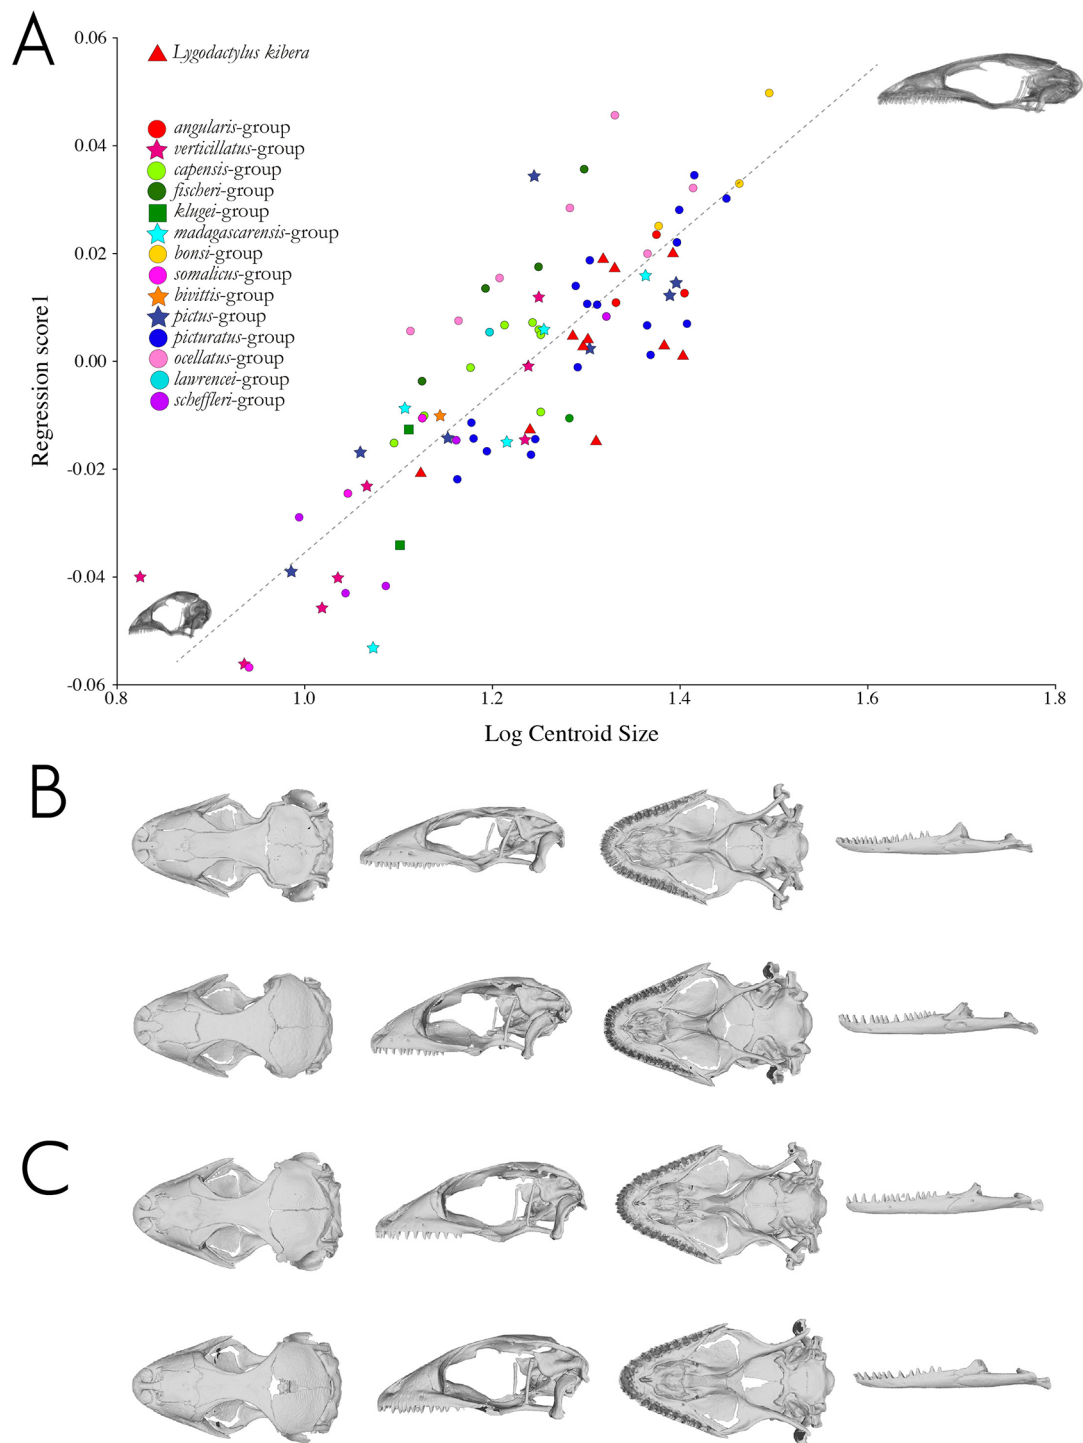 A
0.06
0.04
0.02
0.00
-0.02
-0.04
-0.06
Regression score1
Lygodactylus kibera
angularis-group
verticillatus-group
capensis-group
fischeri-group
klugei-group
madagascarensis-group
bonsi-group
somalicus-group
bivittis-group
pictus-group
picturatus-group
ocellatus-group
lawrencei-group
scheffleri-group
0.8 1.0 1.2 1.4 1.6 1.8
Log Centroid Size
B
C